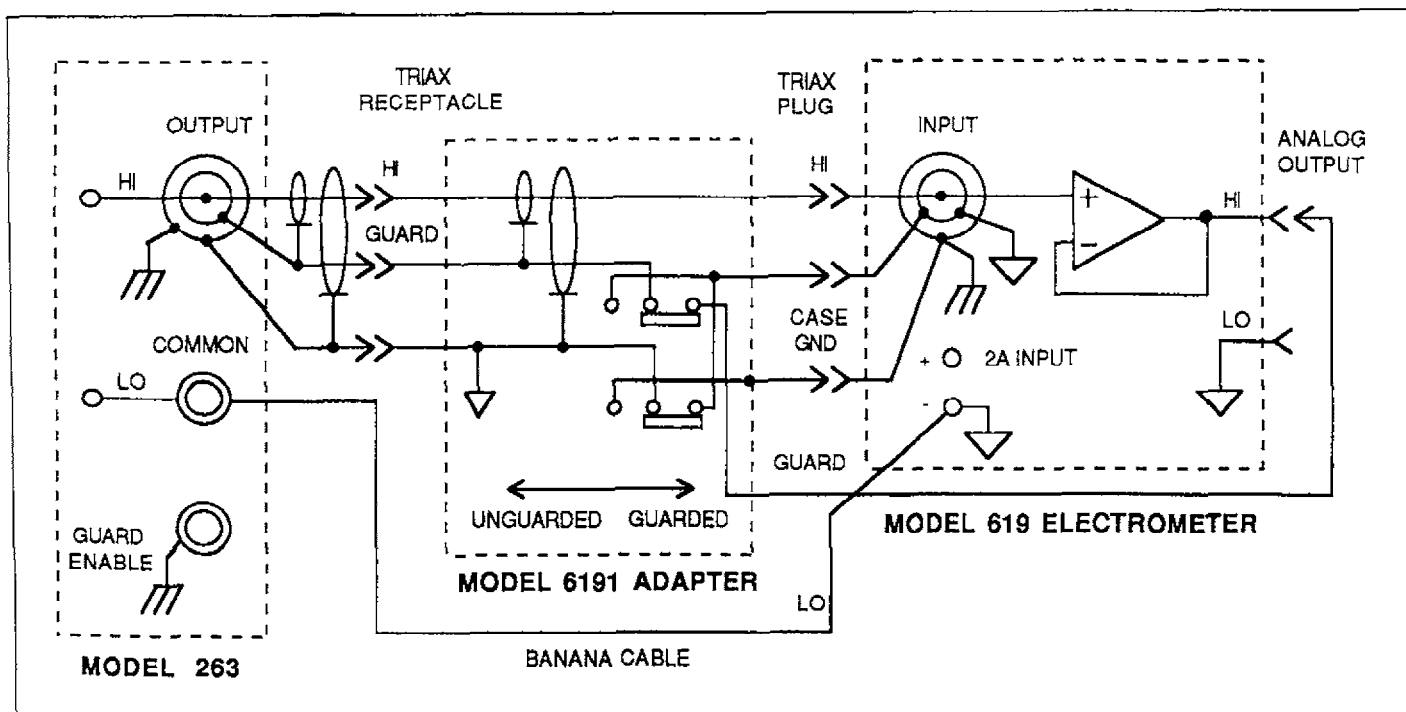 TRIAX
RECEPTACLE
TRIAX
PLUG
OUTPUT
INPUT
ANALOG
OUTPUT
HI
HI
HI
HI
+
−
GUARD
CASE
GND
COMMON
LO
LO
+
2A INPUT
-
GUARD
UNGUARDED
GUARDED
GUARD
ENABLE
MODEL 619 ELECTROMETER
MODEL 6191 ADAPTER
LO
BANANA CABLE
MODEL 263